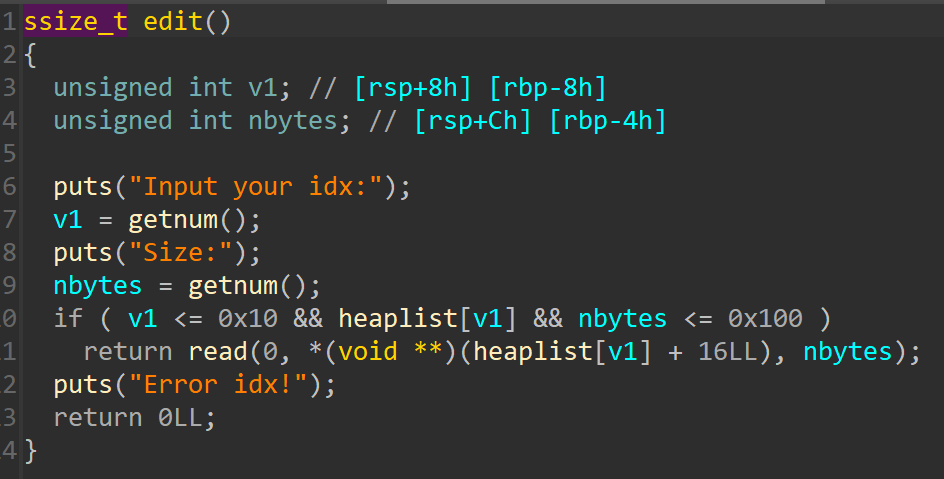 1 ssize_t edit()
2 {
3   unsigned int v1; // [rsp+8h] [rbp-8h]
4   unsigned int nbytes; // [rsp+Ch] [rbp-4h]
5
6   puts("Input your idx:");
7   v1 = getnum();
8   puts("Size:");
9   nbytes = getnum();
0   if ( v1 <= 0x10 && heaplist[v1] && nbytes <= 0x100 )
1     return read(0, *(void **)(heaplist[v1] + 16LL), nbytes);
2   puts("Error idx!");
3   return 0LL;
4 }